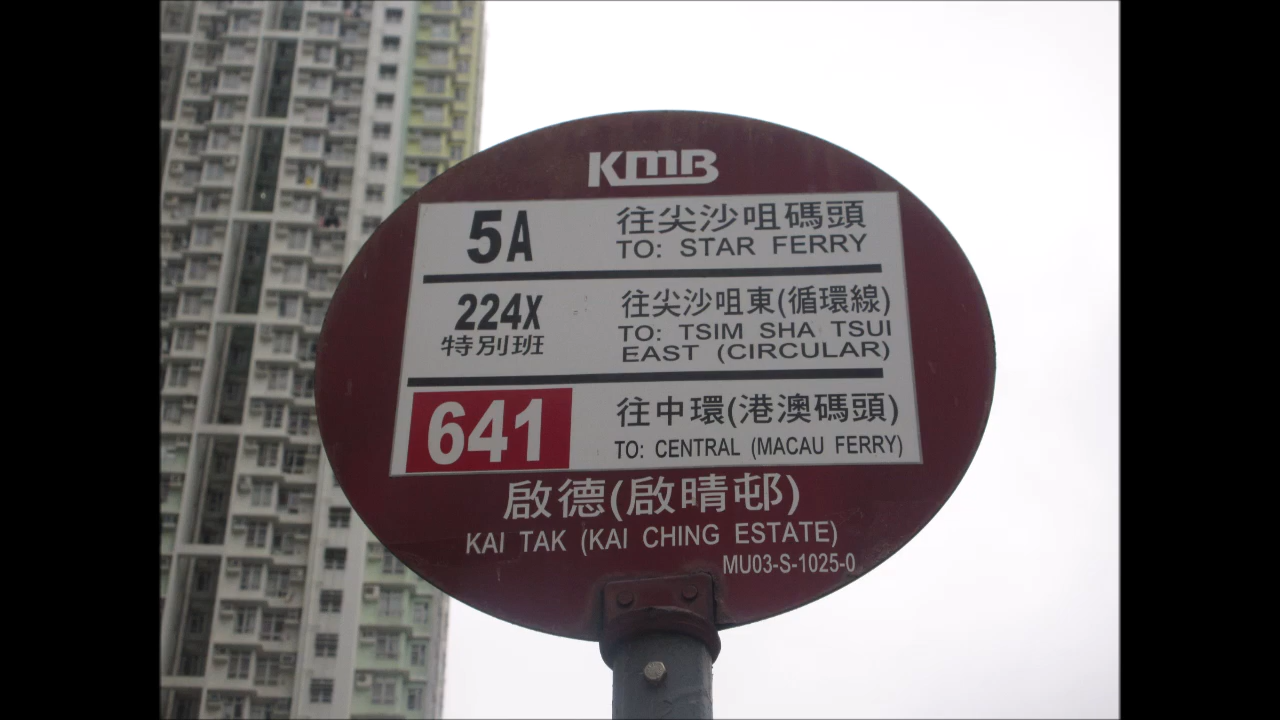 KMB
5A 往尖沙咀碼頭
TO: STAR FERRY
224X 往尖沙咀東(循環線)
特別班 TO: TSIM SHA TSUI
EAST (CIRCULAR)
641 往中環(港澳碼頭)
TO: CENTRAL (MACAU FERRY)
啟德(啟晴邨)
KAI TAK (KAI CHING ESTATE)
MU03-S-1025-0